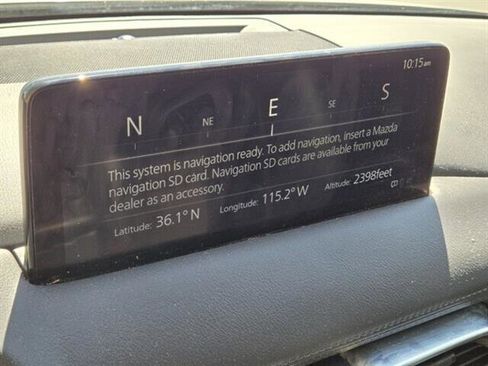 10:15am
N NE E SE S
This system is navigation ready. To add navigation, insert a Mazda
navigation SD card. Navigation SD cards are available from your
dealer as an accessory.
Latitude: 36.1° N Longitude: 115.2° W Altitude: 2398feet